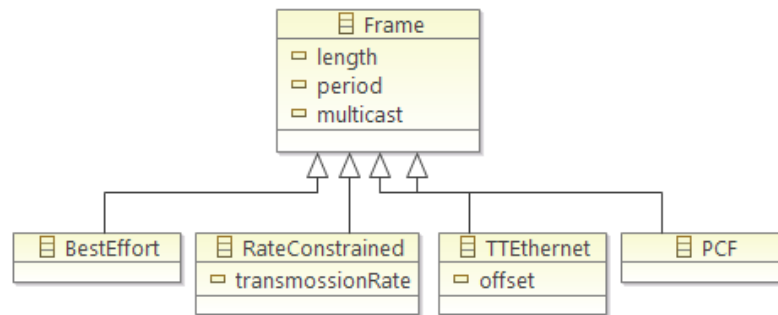 Frame
length
period
multicast
BestEffort
RateConstrained
TTEthernet
PCF
transmossionRate
offset